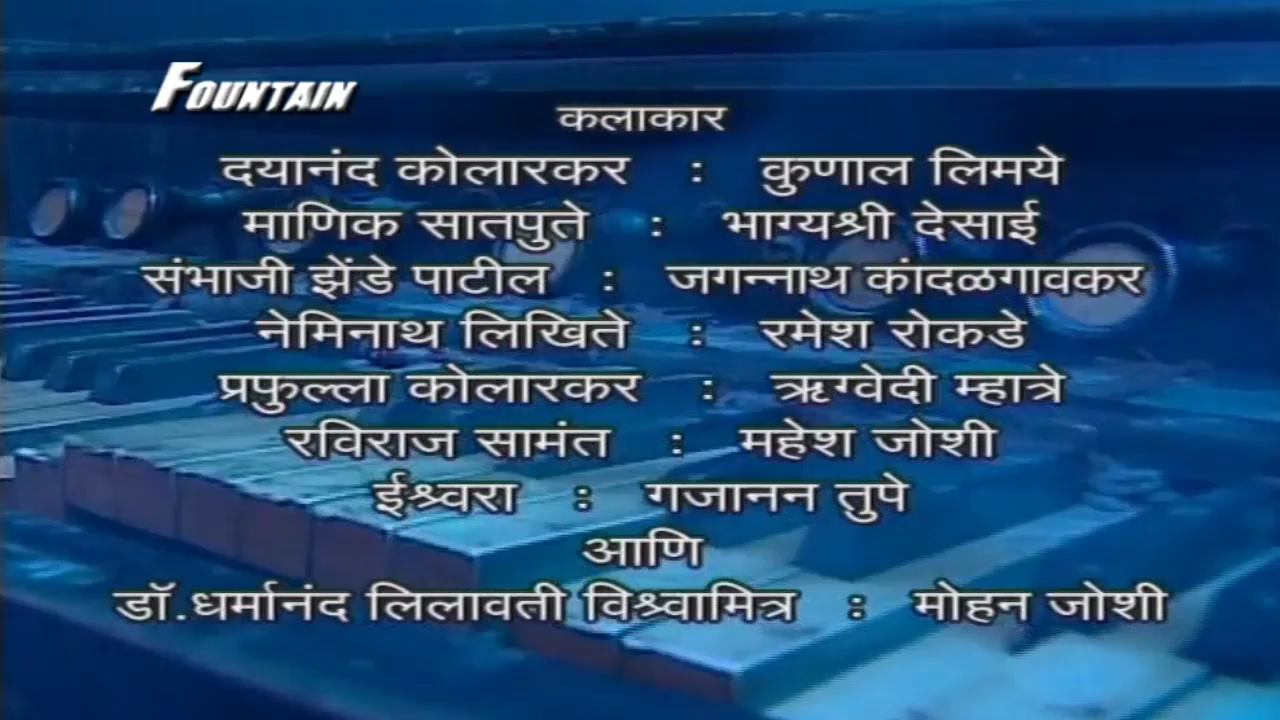 FOUNTAIN
कलाकार
दयानंद कोलारकर : कुणाल लिमये
माणिक सातपुते : भाग्यश्री देसाई
संभाजी झेंडे पाटील : जगन्नाथ कांदळगावकर
नेमिनाथ लिखिते : रमेश रोकडे
प्रफुल्ला कोलारकर : ऋग्वेदी म्हात्रे
रविराज सामंत : महेश जोशी
ईश्वरा : गजानन तुपे
आणि
डॉ.धर्मानंद लिलावती विश्वामित्र : मोहन जोशी